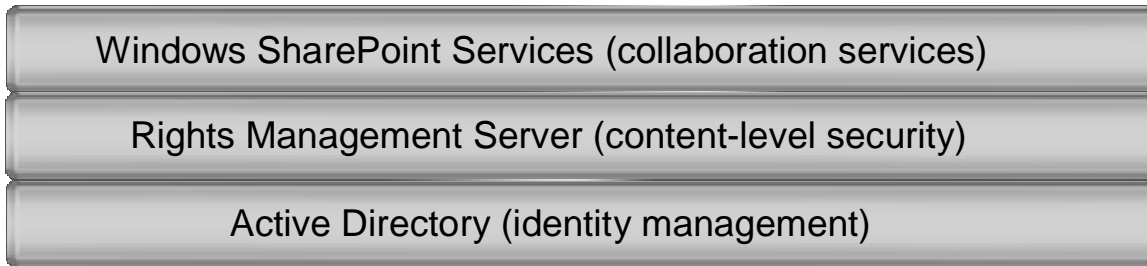 Windows SharePoint Services (collaboration services)
Rights Management Server (content-level security)
Active Directory (identity management)